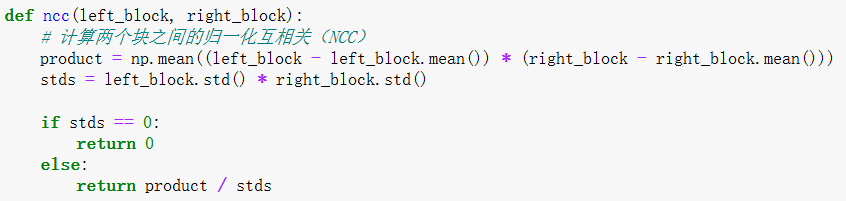 def ncc(left_block, right_block):
    # 计算两个块之间的归一化互相关（NCC）
    product = np.mean((left_block - left_block.mean()) * (right_block - right_block.mean()))
    stds = left_block.std() * right_block.std()

    if stds == 0:
        return 0
    else:
        return product / stds